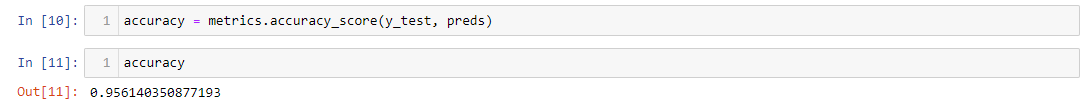 In [10]: 1 accuracy = metrics.accuracy_score(y_test, preds)
In [11]: 1 accuracy
Out[11]: 0.956140350877193